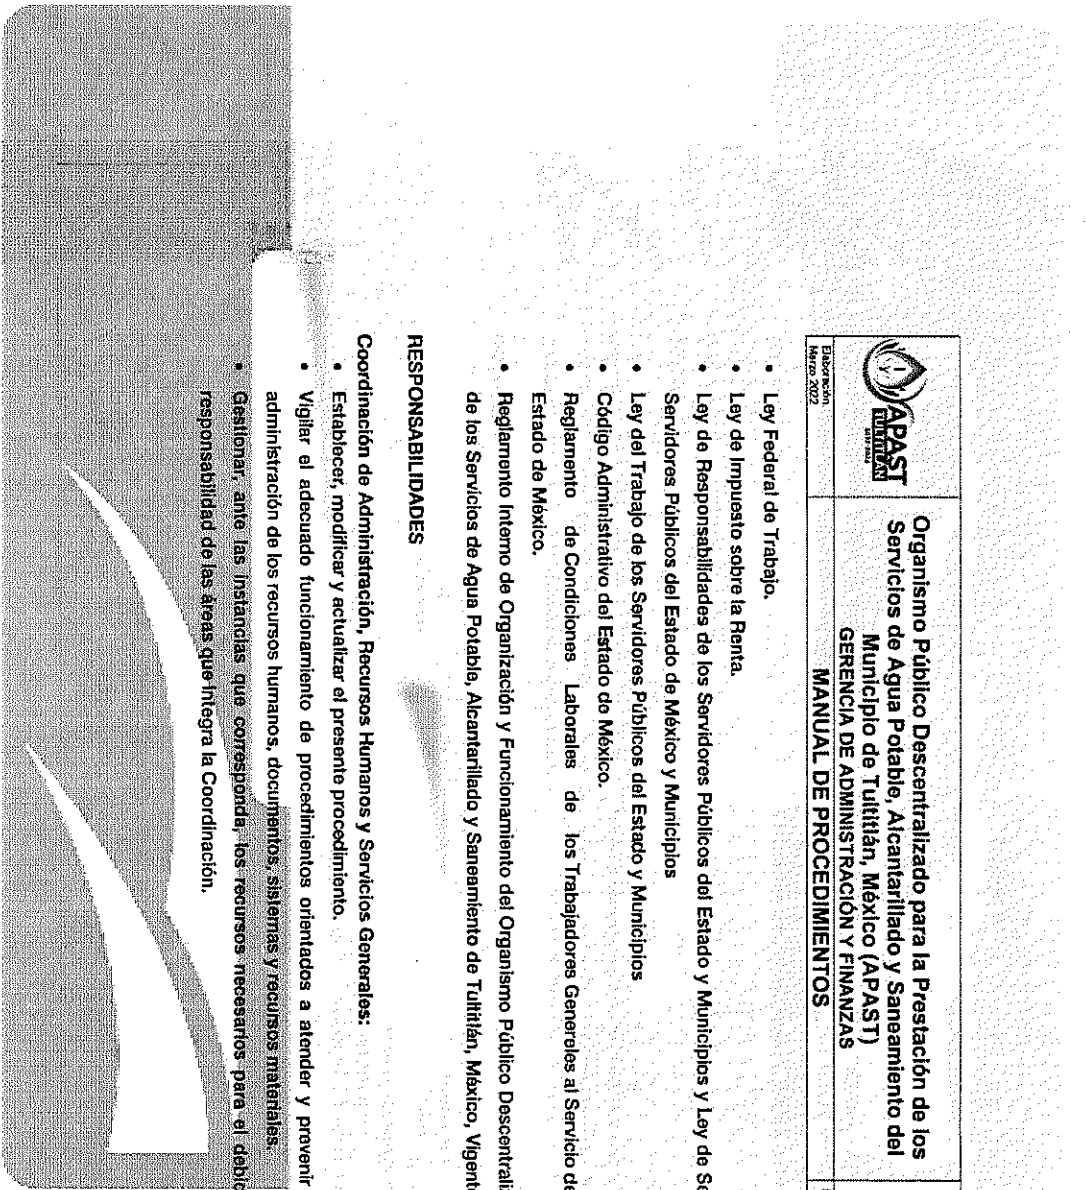 APAST
TULTITLÁN
Organismo Público Descentralizado para la Prestación de los
Servicios de Agua Potable, Alcantarillado y Saneamiento del
Municipio de Tultitlán, México (APAST)
GERENCIA DE ADMINISTRACIÓN Y FINANZAS
Elaboración:
Marzo 2022
MANUAL DE PROCEDIMIENTOS
• Ley Federal de Trabajo.
• Ley de Impuesto sobre la Renta.
• Ley de Responsabilidades de los Servidores Públicos del Estado y Municipios y Ley de Se
Servidores Públicos del Estado de México y Municipios
• Ley del Trabajo de los Servidores Públicos del Estado y Municipios
• Código Administrativo del Estado de México.
• Reglamento de Condiciones Laborales de los Trabajadores Generales al Servicio de
Estado de México.
• Reglamento Interno de Organización y Funcionamiento del Organismo Público Descentrali
de los Servicios de Agua Potable, Alcantarillado y Saneamiento de Tultitlán, México, Vigent
RESPONSABILIDADES
Coordinación de Administración, Recursos Humanos y Servicios Generales:
• Establecer, modificar y actualizar el presente procedimiento.
• Vigilar el adecuado funcionamiento de procedimientos orientados a atender y prevenir
administración de los recursos humanos, documentos, sistemas y recursos materiales.
• Gestionar, ante las instancias que corresponda, los recursos necesarios para el debid
responsabilidad de las áreas que integra la Coordinación.